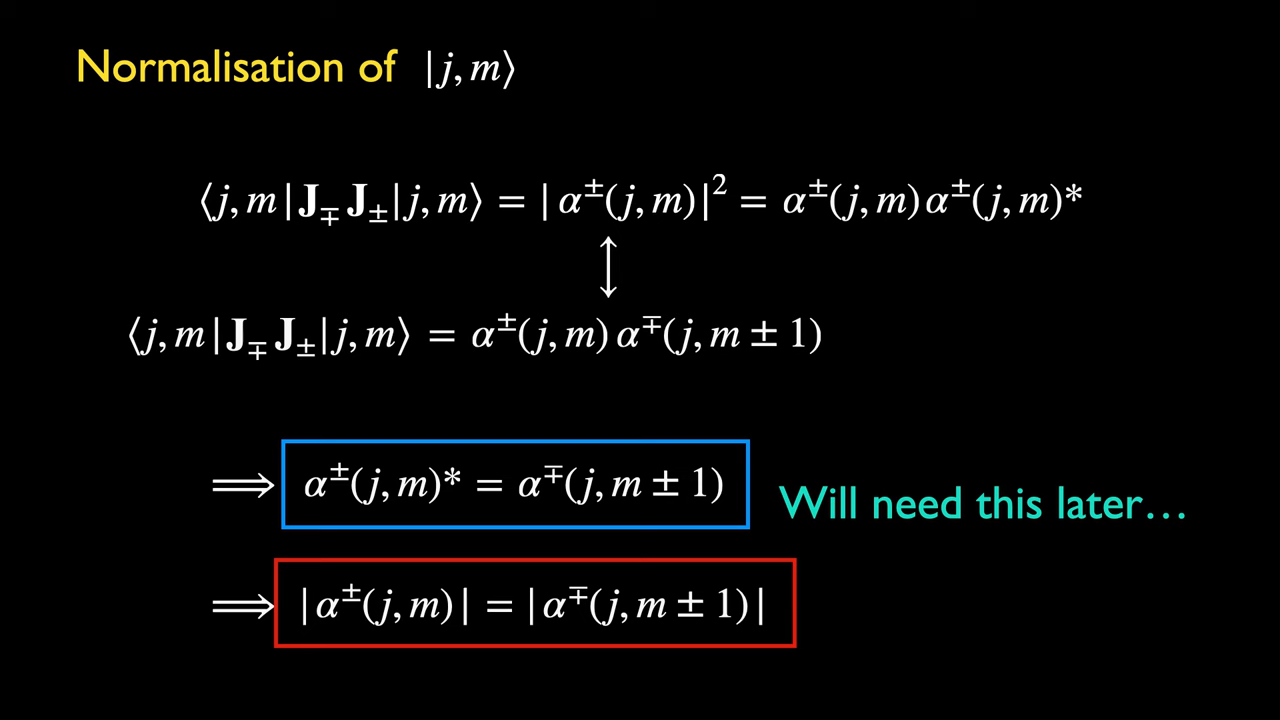 Normalisation of |j, m⟩
⟨j, m|J∓ J±|j, m⟩ = |α±(j, m)|² = α±(j, m) α±(j, m)*
↕
⟨j, m|J∓ J±|j, m⟩ = α±(j, m) α∓(j, m ± 1)
⟹ α±(j, m)* = α∓(j, m ± 1) Will need this later…
⟹ |α±(j, m)| = |α∓(j, m ± 1)|